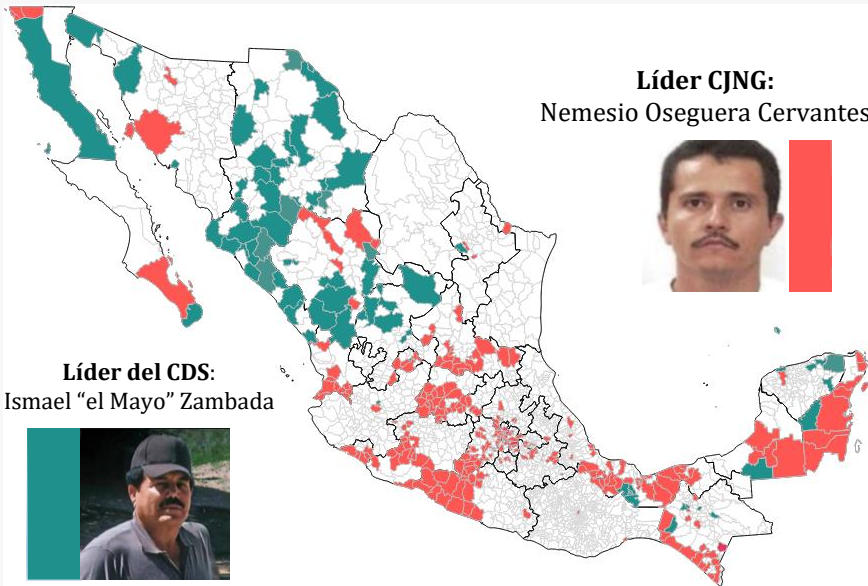 Líder CJNG:
Nemesio Oseguera Cervantes
Líder del CDS:
Ismael “el Mayo” Zambada